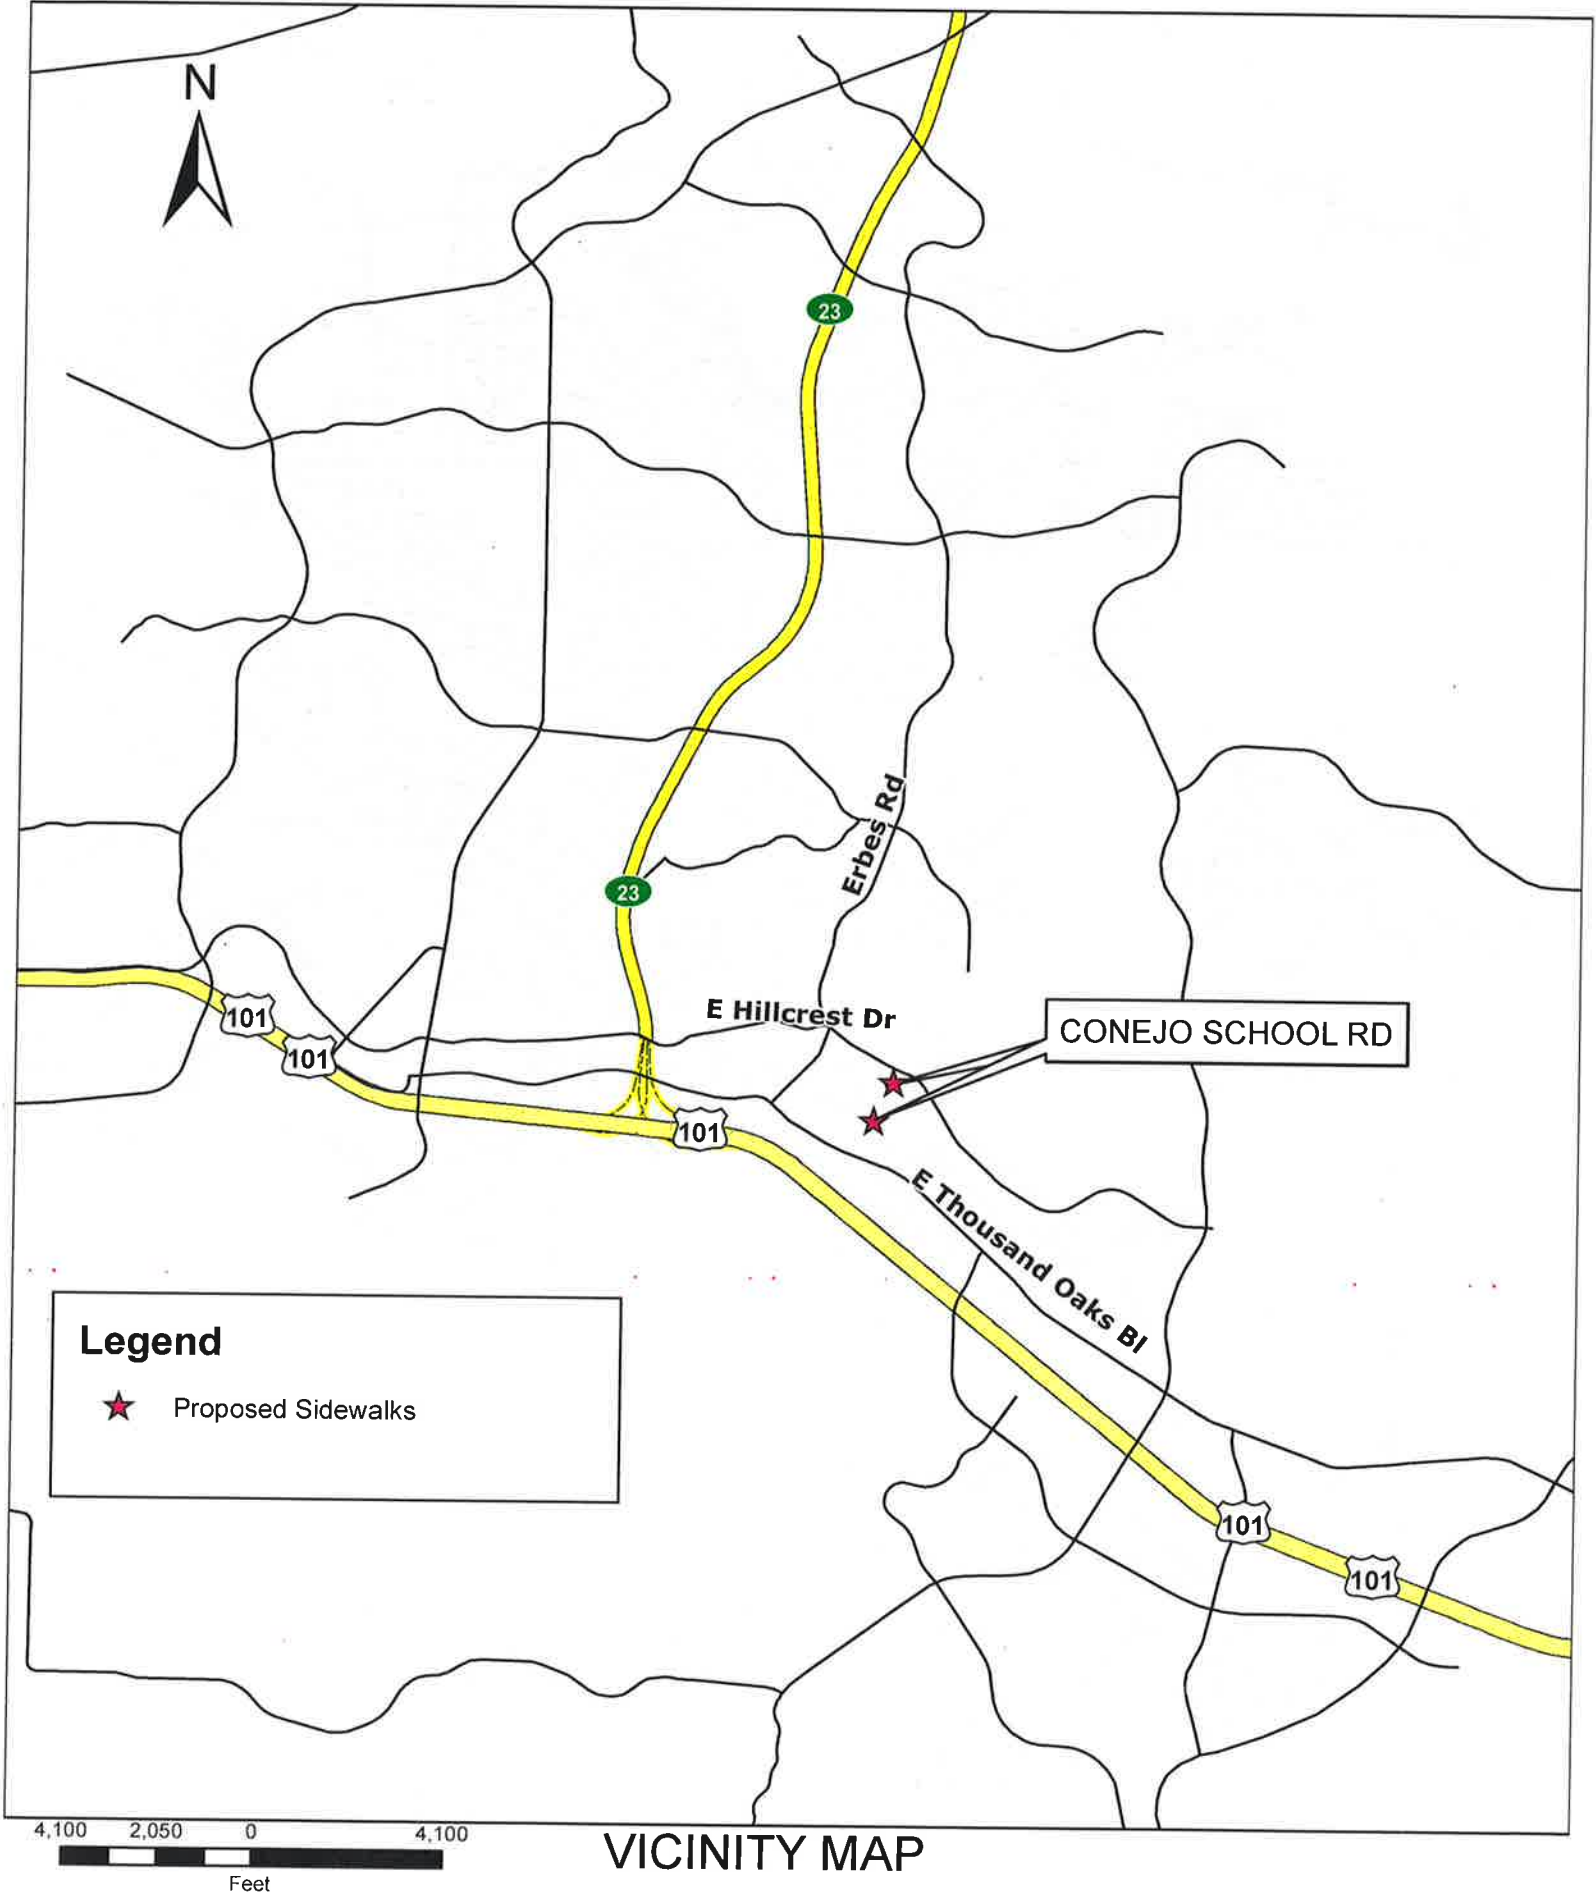 N
23
Erbes Rd
23
E Hillcrest Dr
101
101
CONEJO SCHOOL RD
101
E Thousand Oaks Bl
Legend
Proposed Sidewalks
101
101
4,100 2,050 0 4,100
Feet
VICINITY MAP